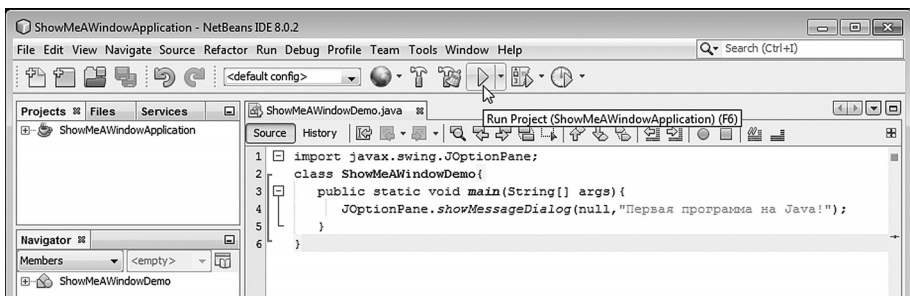 ShowMeAWindowApplication - NetBeans IDE 8.0.2
File Edit View Navigate Source Refactor Run Debug Profile Team Tools Window Help
Search (Ctrl+I)
<default config>
Projects Files Services
ShowMeAWindowApplication
ShowMeAWindowDemo.java
Run Project (ShowMeAWindowApplication) (F6)
Source History
1 import javax.swing.JOptionPane;
2 class ShowMeAWindowDemo{
3 public static void main(String[] args){
4 JOptionPane.showMessageDialog(null,"Первая программа на Java!");
5 }
6 }
Navigator
Members <empty>
ShowMeAWindowDemo